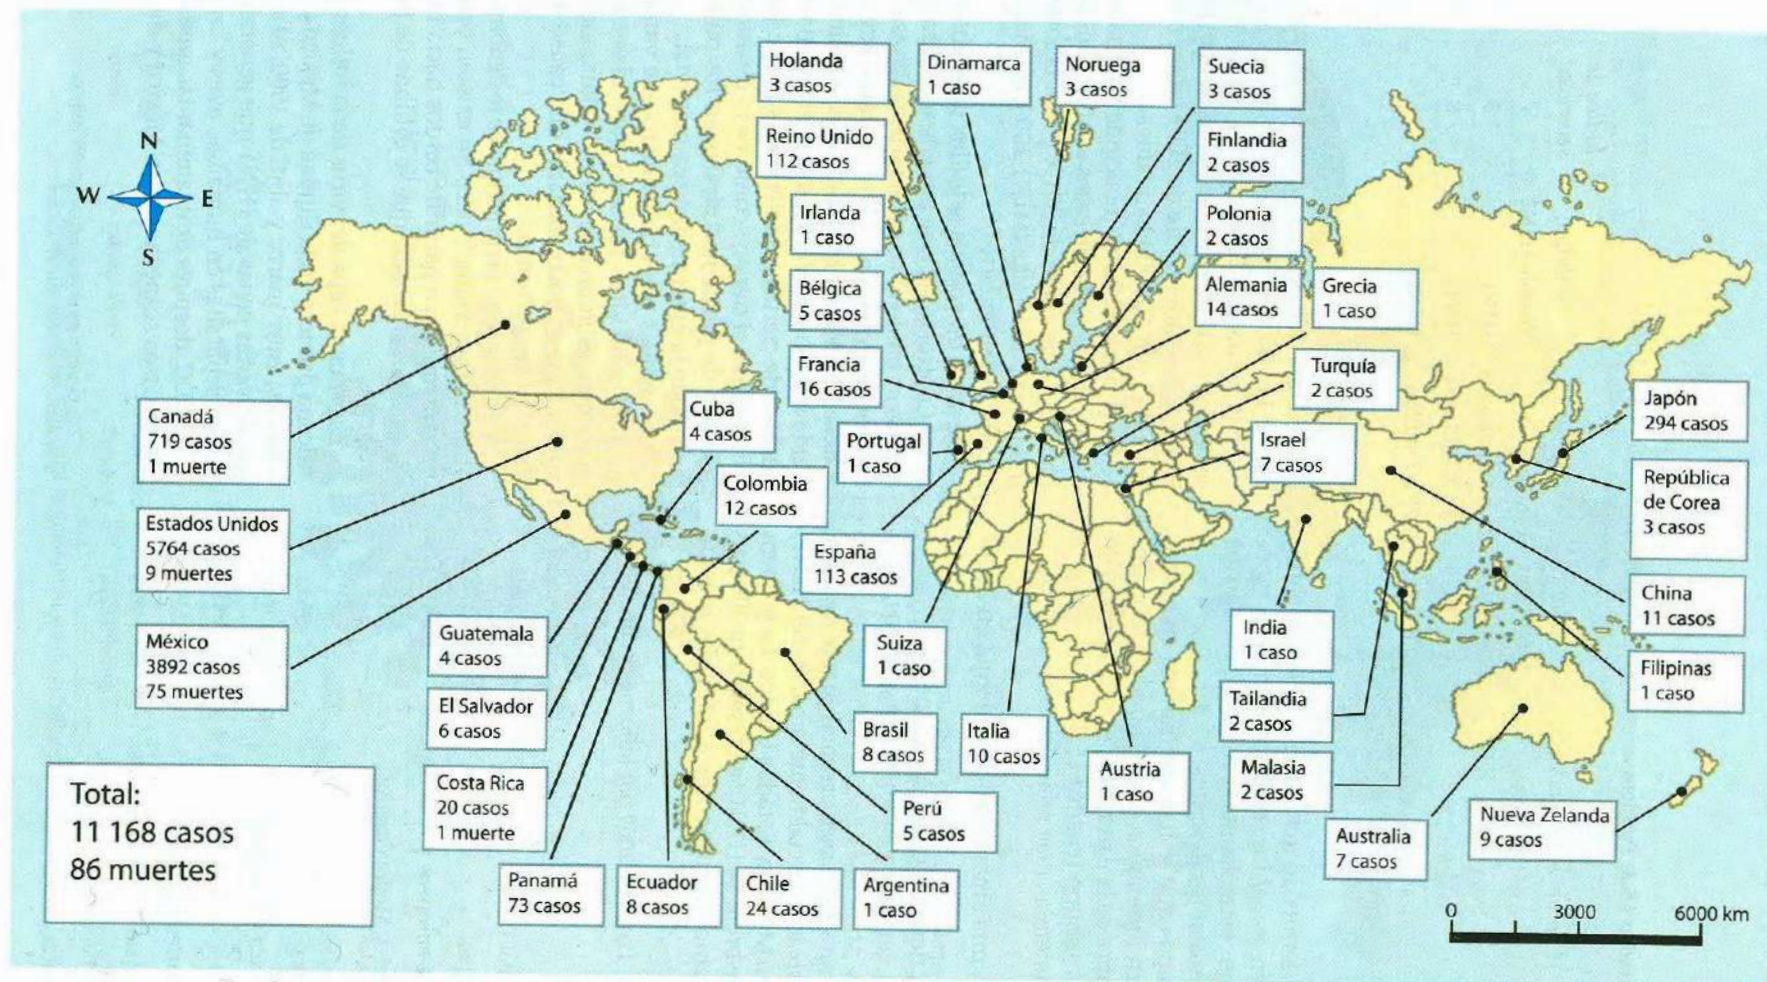 Holanda
3 casos
Dinamarca
1 caso
Noruega
3 casos
Suecia
3 casos
Reino Unido
112 casos
Finlandia
2 casos
Irlanda
1 caso
Polonia
2 casos
Bélgica
5 casos
Alemania
14 casos
Grecia
1 caso
Francia
16 casos
Turquía
2 casos
Portugal
1 caso
Israel
7 casos
Japón
294 casos
República
de Corea
3 casos
China
11 casos
Filipinas
1 caso
N
W
E
S
Canadá
719 casos
1 muerte
Cuba
4 casos
Colombia
12 casos
Estados Unidos
5764 casos
9 muertes
España
113 casos
México
3892 casos
75 muertes
Guatemala
4 casos
Suiza
1 caso
India
1 caso
El Salvador
6 casos
Brasil
8 casos
Italia
10 casos
Tailandia
2 casos
Austria
1 caso
Malasia
2 casos
Costa Rica
20 casos
1 muerte
Perú
5 casos
Australia
7 casos
Nueva Zelanda
9 casos
Panamá
73 casos
Ecuador
8 casos
Chile
24 casos
Argentina
1 caso
Total:
11 168 casos
86 muertes
0
3000
6000 km